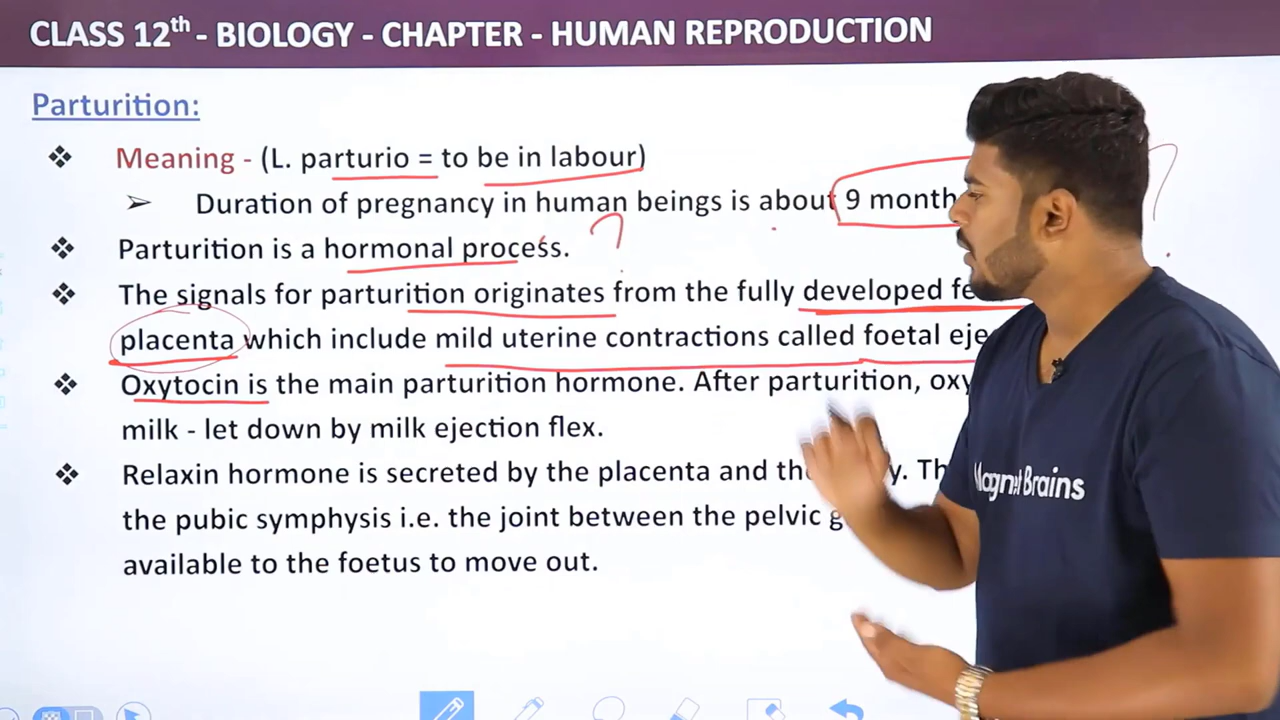 CLASS 12th - BIOLOGY - CHAPTER - HUMAN REPRODUCTION
Parturition:
Meaning - (L. parturio = to be in labour)
Duration of pregnancy in human beings is about 9 month
Parturition is a hormonal process. ?
The signals for parturition originates from the fully developed
placenta which include mild uterine contractions called foetal
Oxytocin is the main parturition hormone. After parturition,
milk - let down by milk ejection flex.
Relaxin hormone is secreted by the placenta and
the pubic symphysis i.e. the joint between the pelvic
available to the foetus to move out.
Magnet Brains